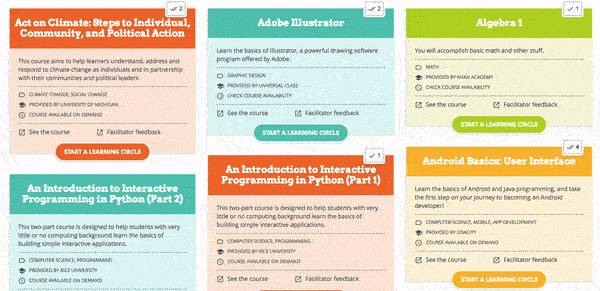 2
Act on Climate: Steps to Individual,
Community, and Political Action
This course aims to help learners understand, address and
respond to climate change as individuals and in partnership
with their communities and political leaders
CLIMATE CHANGE, SOCIAL CHANGE
PROVIDED BY UNIVERSITY OF MICHIGAN
COURSE AVAILABLE ON DEMAND
See the course Facilitator feedback
START A LEARNING CIRCLE
An Introduction to Interactive
Programming in Python (Part 2)
This two-part course is designed to help students with very
little or no computing background learn the basics of
building simple interactive applications.
COMPUTER SCIENCE, PROGRAMMING
PROVIDED BY RICE UNIVERSITY
COURSE AVAILABLE ON DEMAND
2
Adobe Illustrator
Learn the basics of Illustrator, a powerful drawing software
program offered by Adobe.
GRAPHIC DESIGN
PROVIDED BY UNIVERSAL CLASS
CHECK COURSE AVAILABILITY
See the course Facilitator feedback
START A LEARNING CIRCLE
1
An Introduction to Interactive
Programming in Python (Part 1)
This two-part course is designed to help students with very
little or no computing background learn the basics of
building simple interactive applications.
COMPUTER SCIENCE, PROGRAMMING
PROVIDED BY RICE UNIVERSITY
COURSE AVAILABLE ON DEMAND
See the course Facilitator feedback
1
Algebra 1
You will accomplish basic math and other stuff.
MATH
PROVIDED BY KHAN ACADEMY
CHECK COURSE AVAILABILITY
See the course Facilitator feedback
START A LEARNING CIRCLE
4
Android Basics: User Interface
Learn the basics of Android and Java programming, and take
the first step on your journey to becoming an Android
developer!
COMPUTER SCIENCE, MOBILE, APP DEVELOPMENT
PROVIDED BY UDACITY
COURSE AVAILABLE ON DEMAND
See the course Facilitator feedback
START A LEARNING CIRCLE